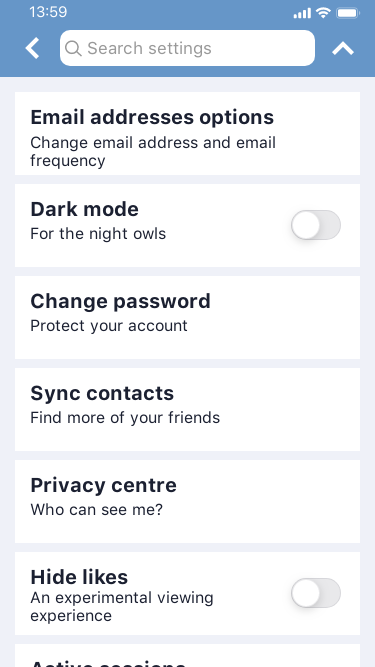 13:59
Search settings
Email addresses options
Change email address and email
frequency
Dark mode
For the night owls
Change password
Protect your account
Sync contacts
Find more of your friends
Privacy centre
Who can see me?
Hide likes
An experimental viewing
experience
Active sessions